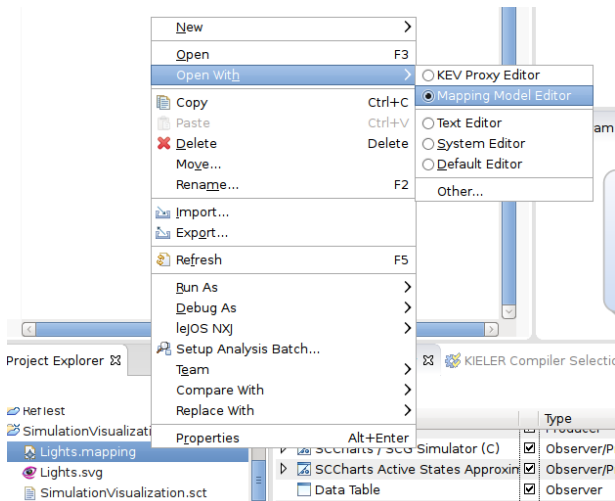 New
Open F3
Open With
KEV Proxy Editor
Mapping Model Editor
Text Editor
System Editor
Default Editor
Other...
Copy Ctrl+C
Paste Ctrl+V
Delete Delete
Move...
Rename... F2
Import...
Export...
Refresh F5
Run As
Debug As
leJOS NXJ
Setup Analysis Batch...
Team
Compare With
Replace With
Properties Alt+Enter
am
Project Explorer
KIELER Compiler Selectio
SimulationVisualizati
Lights.mapping
Lights.svg
SimulationVisualization.sct
Type
Producer
SCCharts / SCG Simulator (C) Observer/P
SCCharts Active States Approxim Observer/P
Data Table Observer